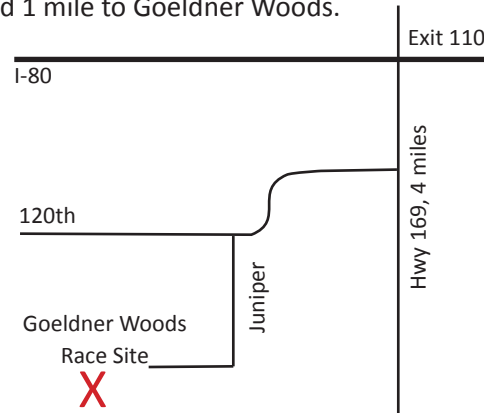 d 1 mile to Goeldner Woods.
Exit 110
I-80
Hwy 169, 4 miles
120th
Juniper
Goeldner Woods
Race Site
X